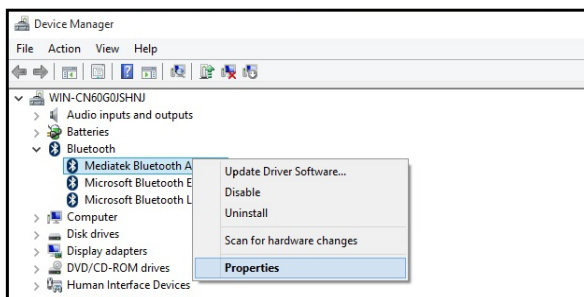 Device Manager
File Action View Help
WIN-CN60G0JSHNJ
Audio inputs and outputs
Batteries
Bluetooth
Mediatek Bluetooth A
Microsoft Bluetooth E
Microsoft Bluetooth L
Computer
Disk drives
Display adapters
DVD/CD-ROM drives
Human Interface Devices
Update Driver Software...
Disable
Uninstall
Scan for hardware changes
Properties